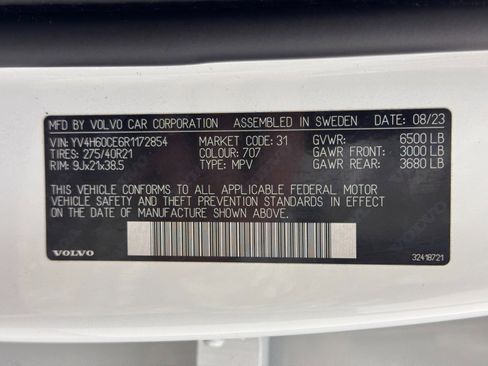 MFD BY VOLVO CAR CORPORATION ASSEMBLED IN SWEDEN DATE: 08/23
VIN: YV4H60CE6R1172854 MARKET CODE: 31 GVWR: 6500 LB
TIRES: 275/40R21 COLOUR: 707 GAWR FRONT: 3000 LB
RIM: 9Jx21x38.5 TYPE: MPV GAWR REAR: 3680 LB
THIS VEHICLE CONFORMS TO ALL APPLICABLE FEDERAL MOTOR
VEHICLE SAFETY AND THEFT PREVENTION STANDARDS IN EFFECT
ON THE DATE OF MANUFACTURE SHOWN ABOVE.
VOLVO 32418721